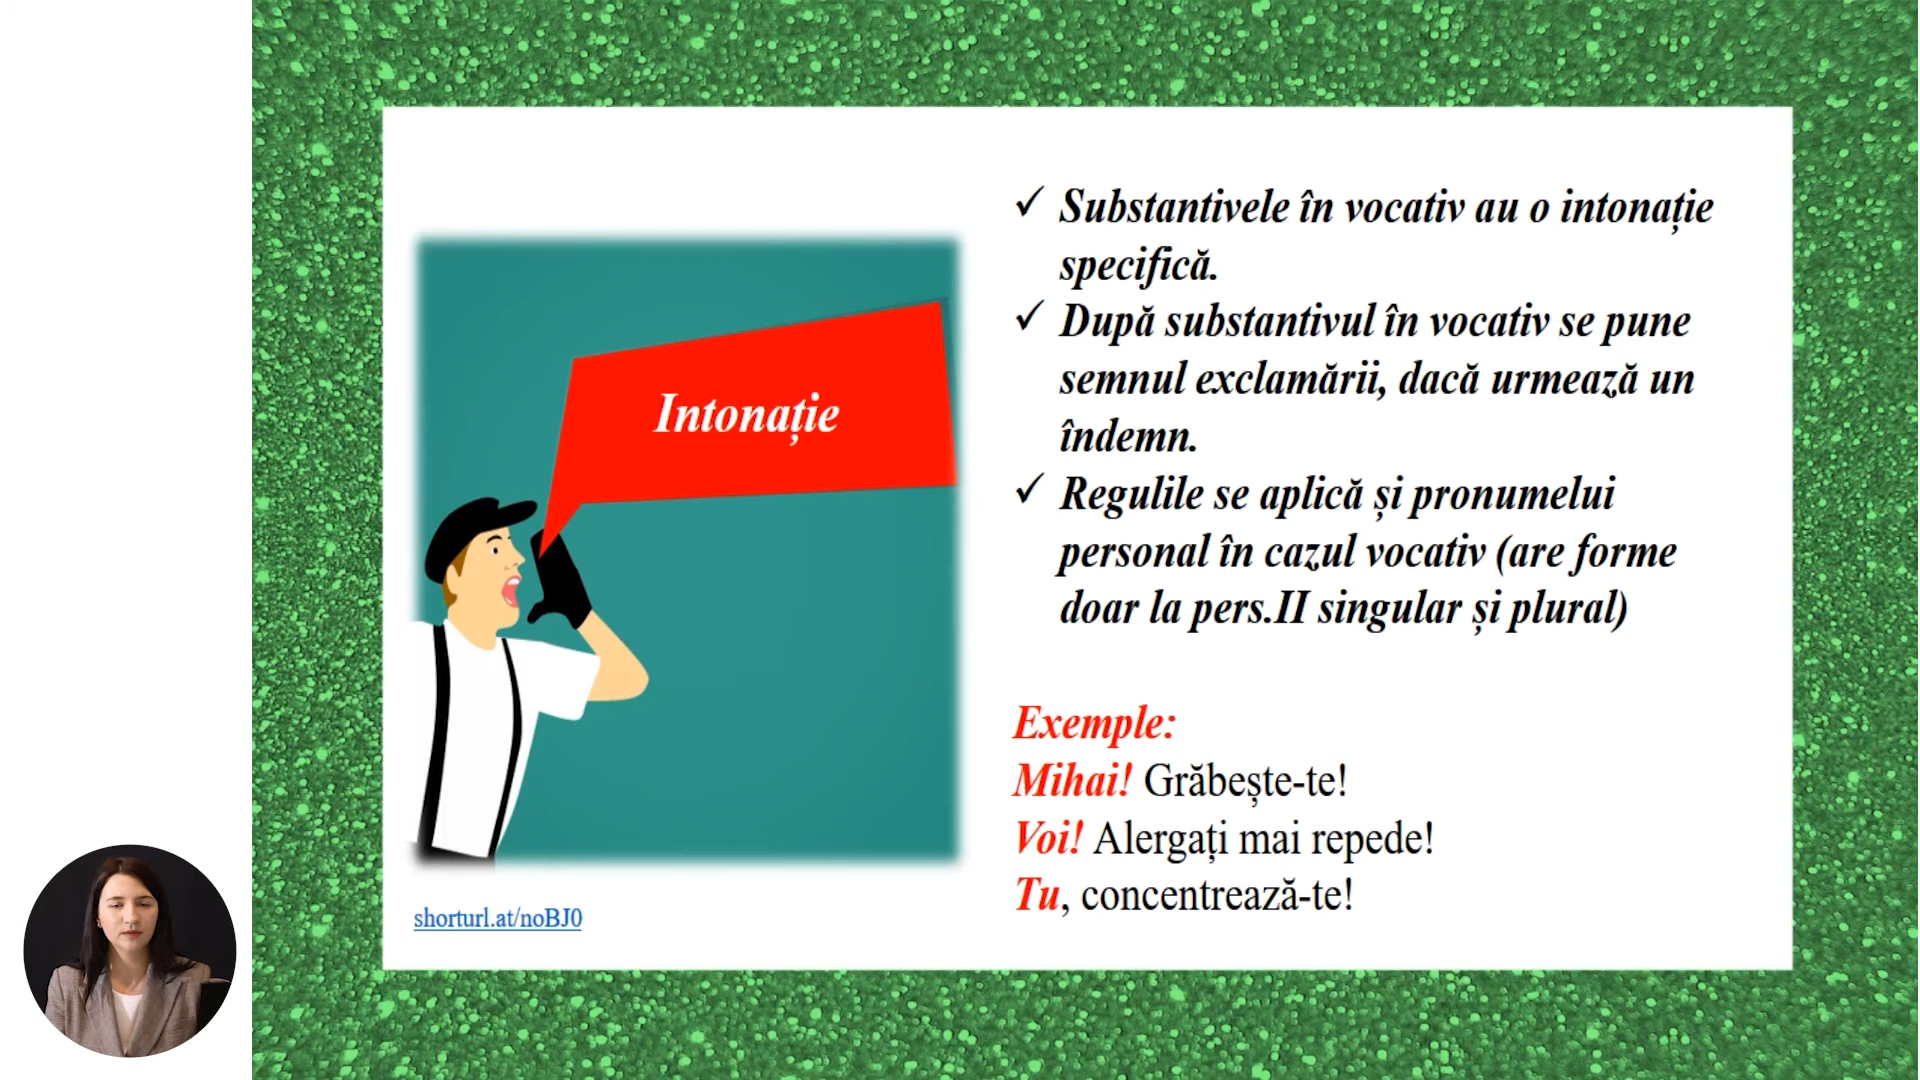 Intonație
shorturl.at/noBJ0
✓ Substantivele în vocativ au o intonație
specifică.
✓ După substantivul în vocativ se pune
semnul exclamării, dacă urmează un
îndemn.
✓ Regulile se aplică și pronumelui
personal în cazul vocativ (are forme
doar la pers.II singular și plural)
Exemple:
Mihai! Grăbește-te!
Voi! Alergați mai repede!
Tu, concentrează-te!